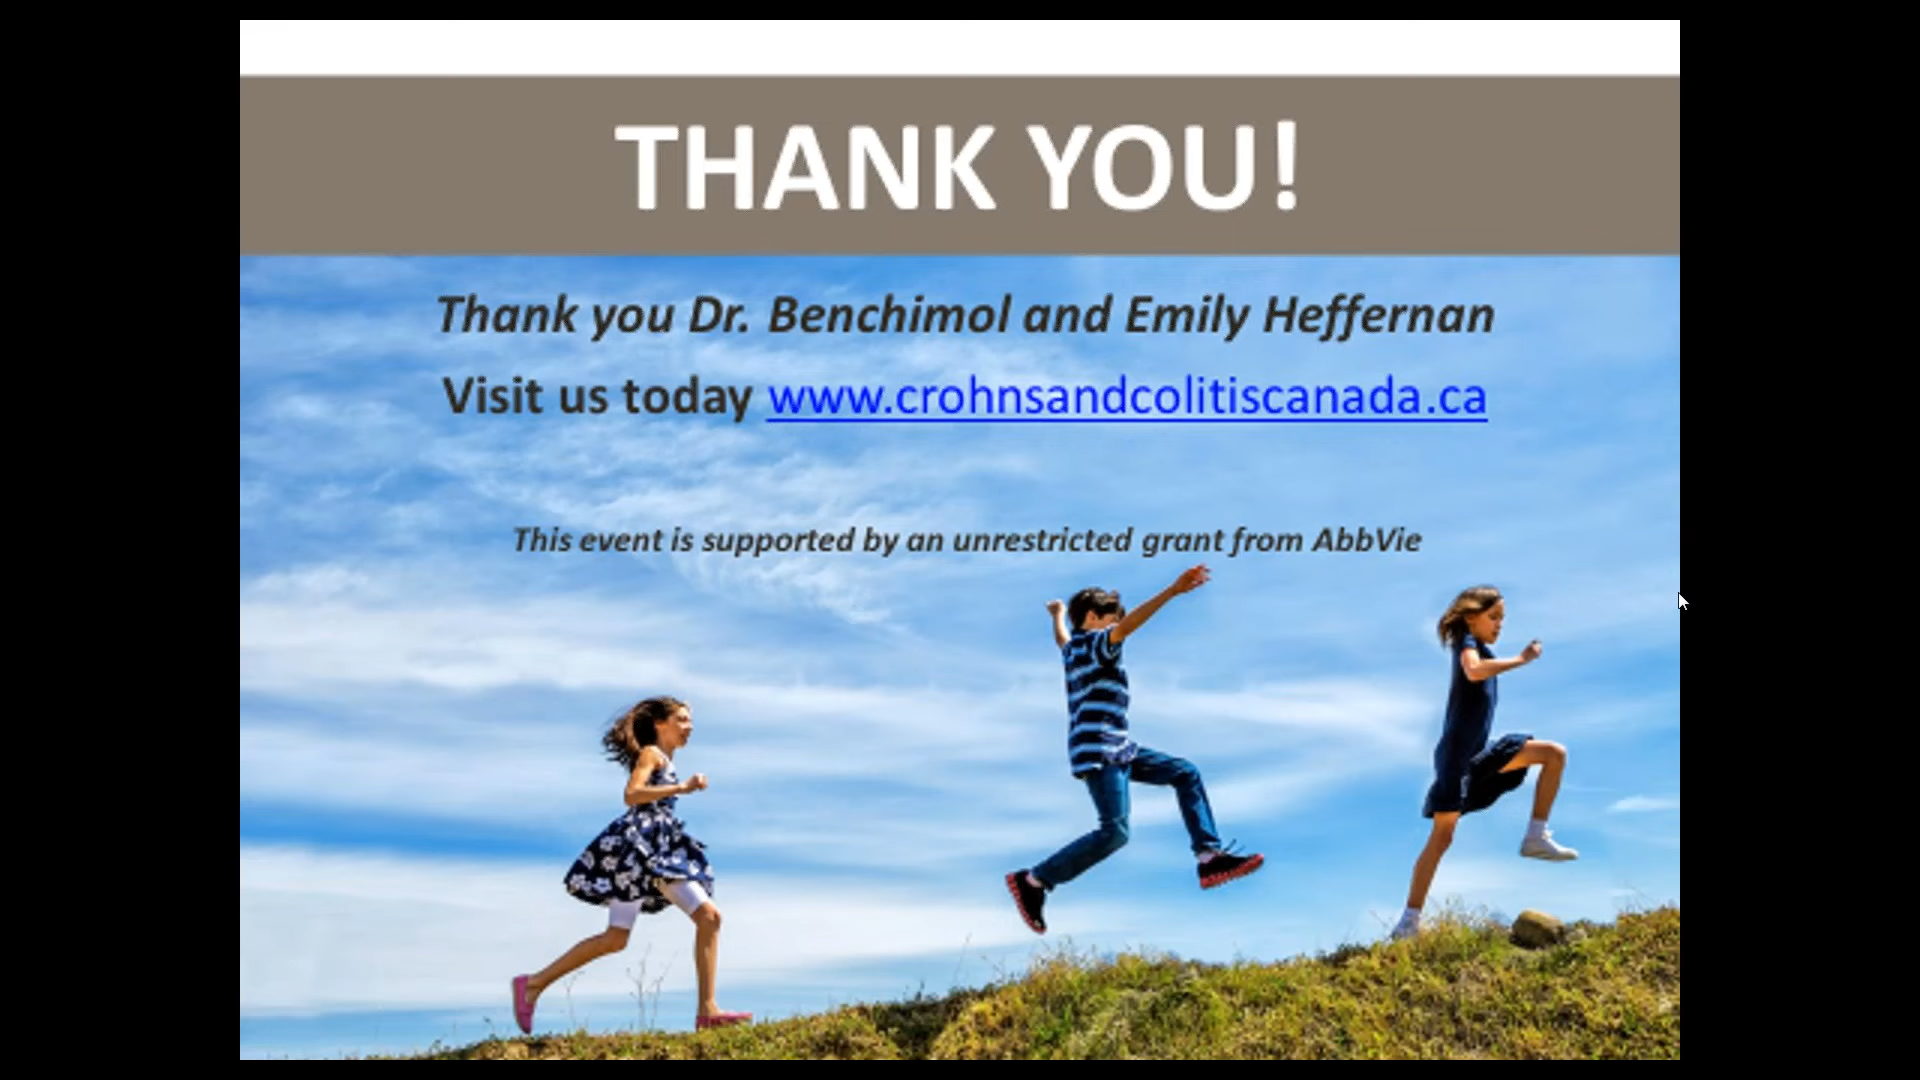 THANK YOU!
Thank you Dr. Benchimol and Emily Heffernan
Visit us today www.crohnsandcolitiscanada.ca
This event is supported by an unrestricted grant from AbbVie